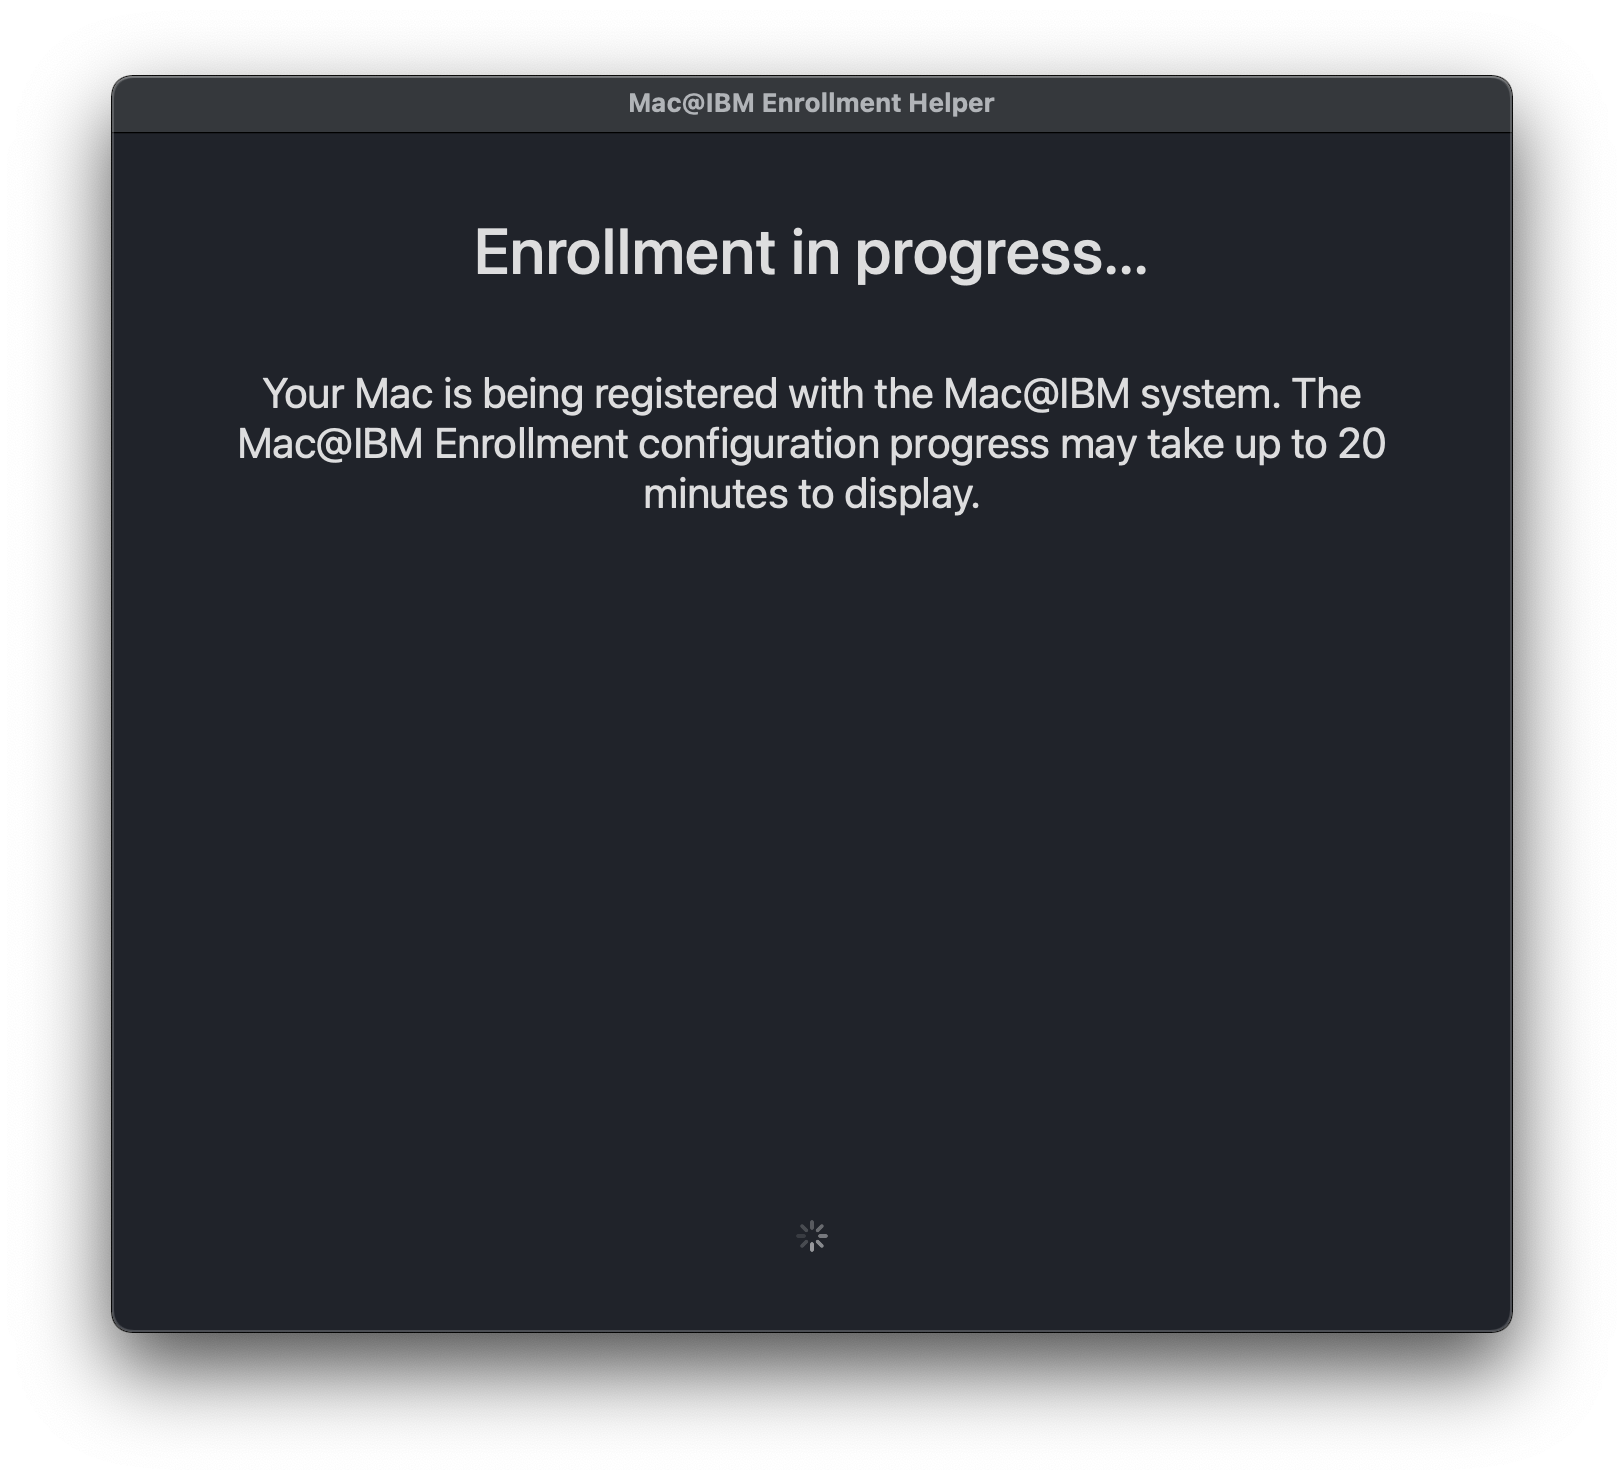 Mac@IBM Enrollment Helper
Enrollment in progress...
Your Mac is being registered with the Mac@IBM system. The
Mac@IBM Enrollment configuration progress may take up to 20
minutes to display.